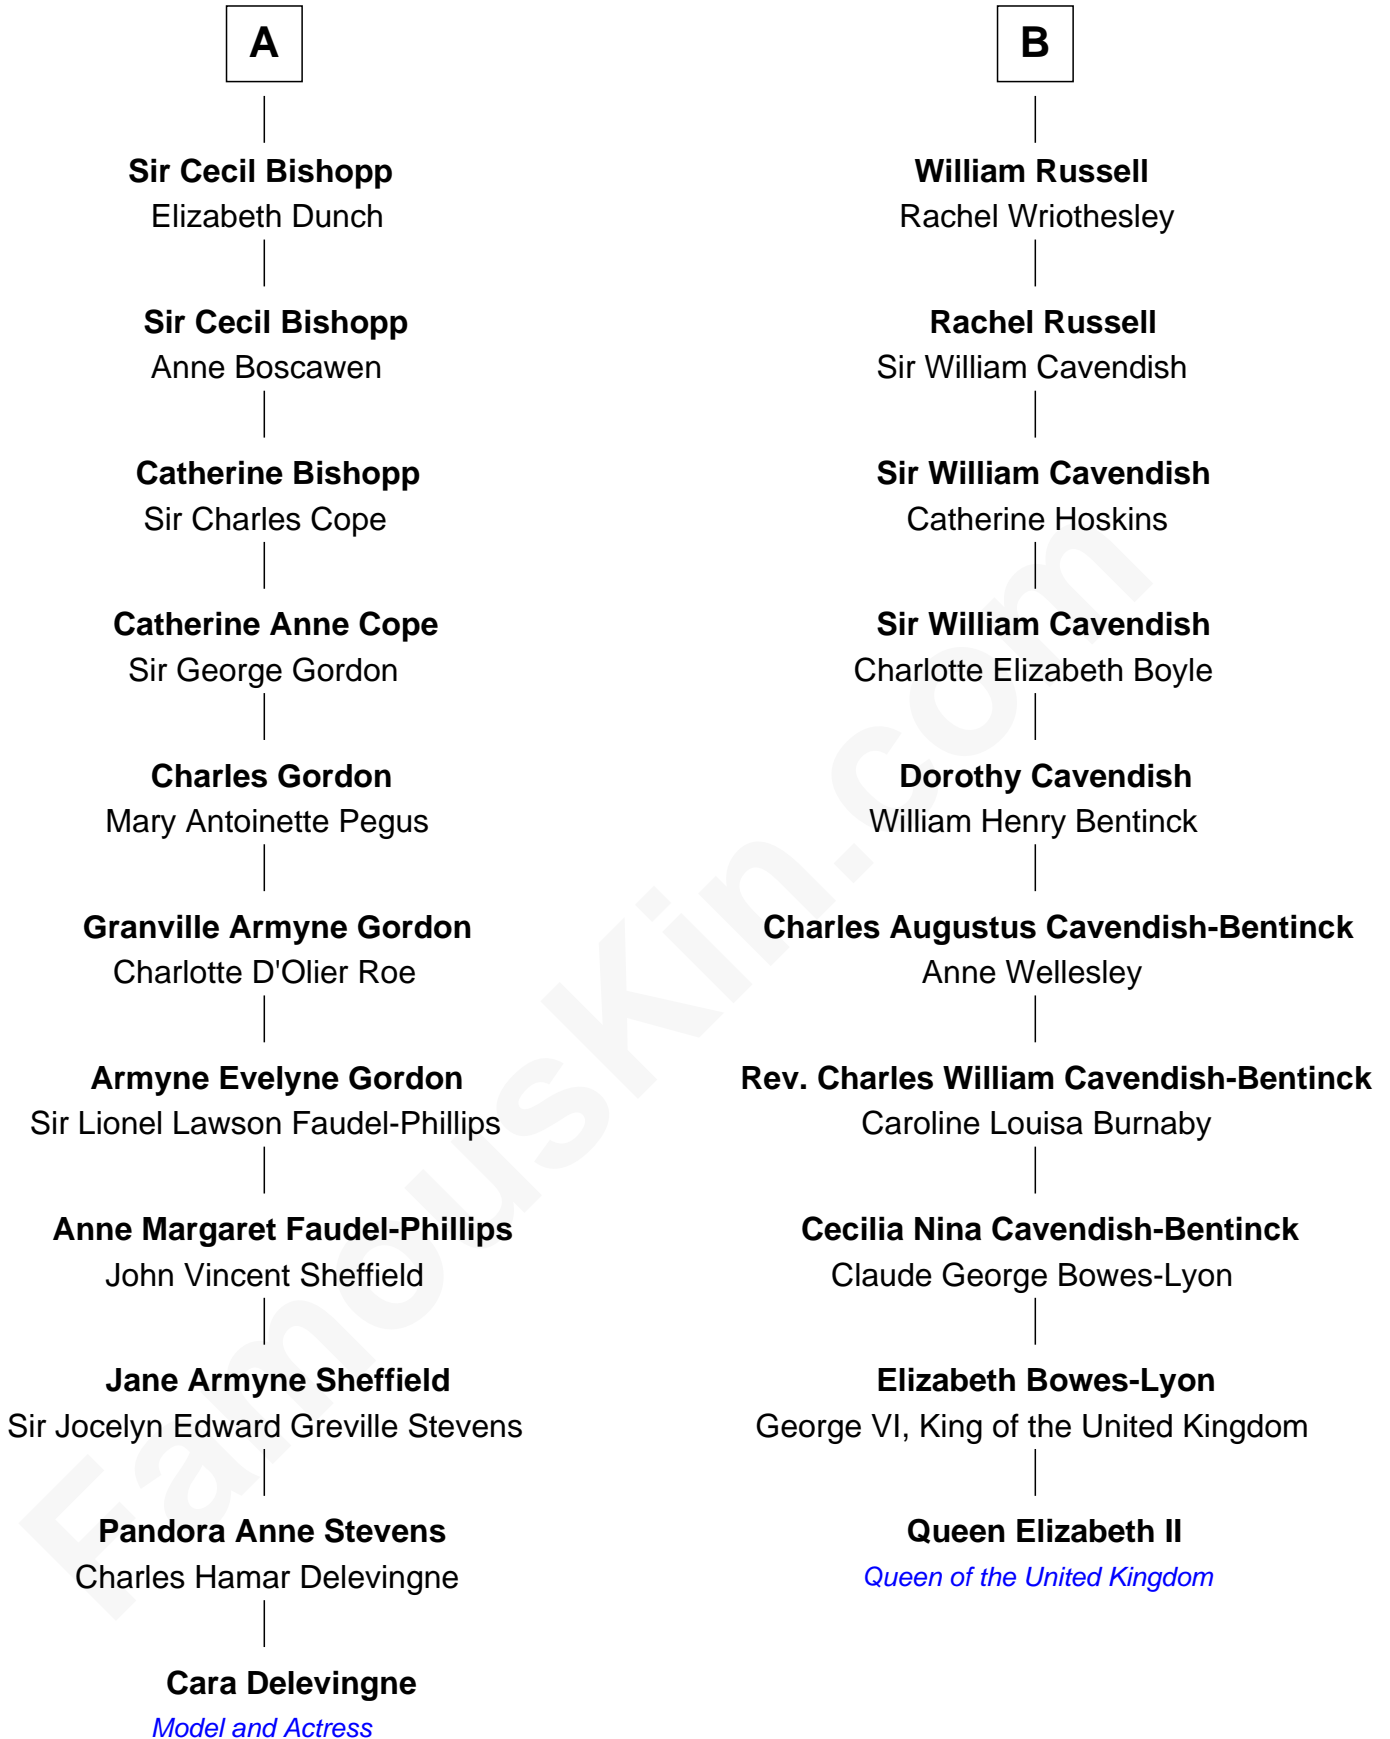 A
Sir Cecil Bishopp
Elizabeth Dunch
Sir Cecil Bishopp
Anne Boscawen
Catherine Bishopp
Sir Charles Cope
Catherine Anne Cope
Sir George Gordon
Charles Gordon
Mary Antoinette Pegus
Granville Armyne Gordon
Charlotte D'Olier Roe
Armyne Evelyne Gordon
Sir Lionel Lawson Faudel-Phillips
Anne Margaret Faudel-Phillips
John Vincent Sheffield
Jane Armyne Sheffield
Sir Jocelyn Edward Greville Stevens
Pandora Anne Stevens
Charles Hamar Delevingne
Cara Delevingne
Model and Actress
B
William Russell
Rachel Wriothesley
Rachel Russell
Sir William Cavendish
Sir William Cavendish
Catherine Hoskins
Sir William Cavendish
Charlotte Elizabeth Boyle
Dorothy Cavendish
William Henry Bentinck
Charles Augustus Cavendish-Bentinck
Anne Wellesley
Rev. Charles William Cavendish-Bentinck
Caroline Louisa Burnaby
Cecilia Nina Cavendish-Bentinck
Claude George Bowes-Lyon
Elizabeth Bowes-Lyon
George VI, King of the United Kingdom
Queen Elizabeth II
Queen of the United Kingdom
FamousKin.com